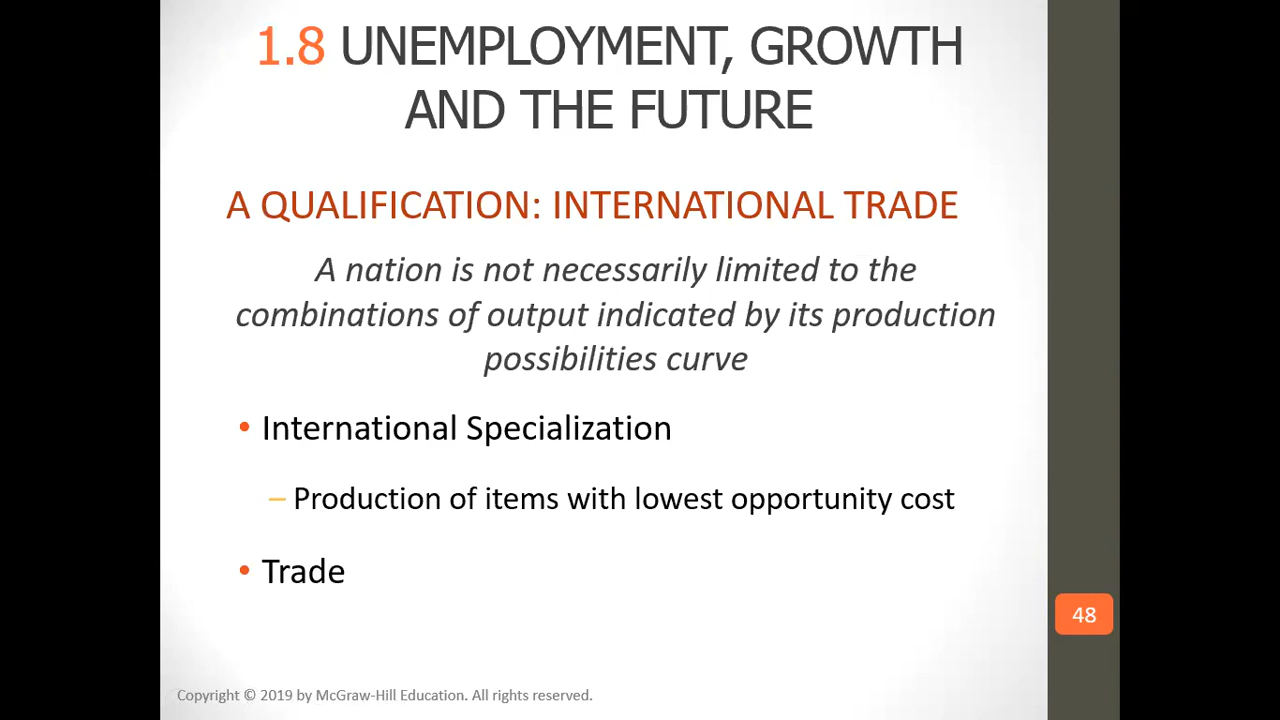 1.8 UNEMPLOYMENT, GROWTH
AND THE FUTURE
A QUALIFICATION: INTERNATIONAL TRADE
A nation is not necessarily limited to the
combinations of output indicated by its production
possibilities curve
• International Specialization
– Production of items with lowest opportunity cost
• Trade
48
Copyright © 2019 by McGraw-Hill Education. All rights reserved.